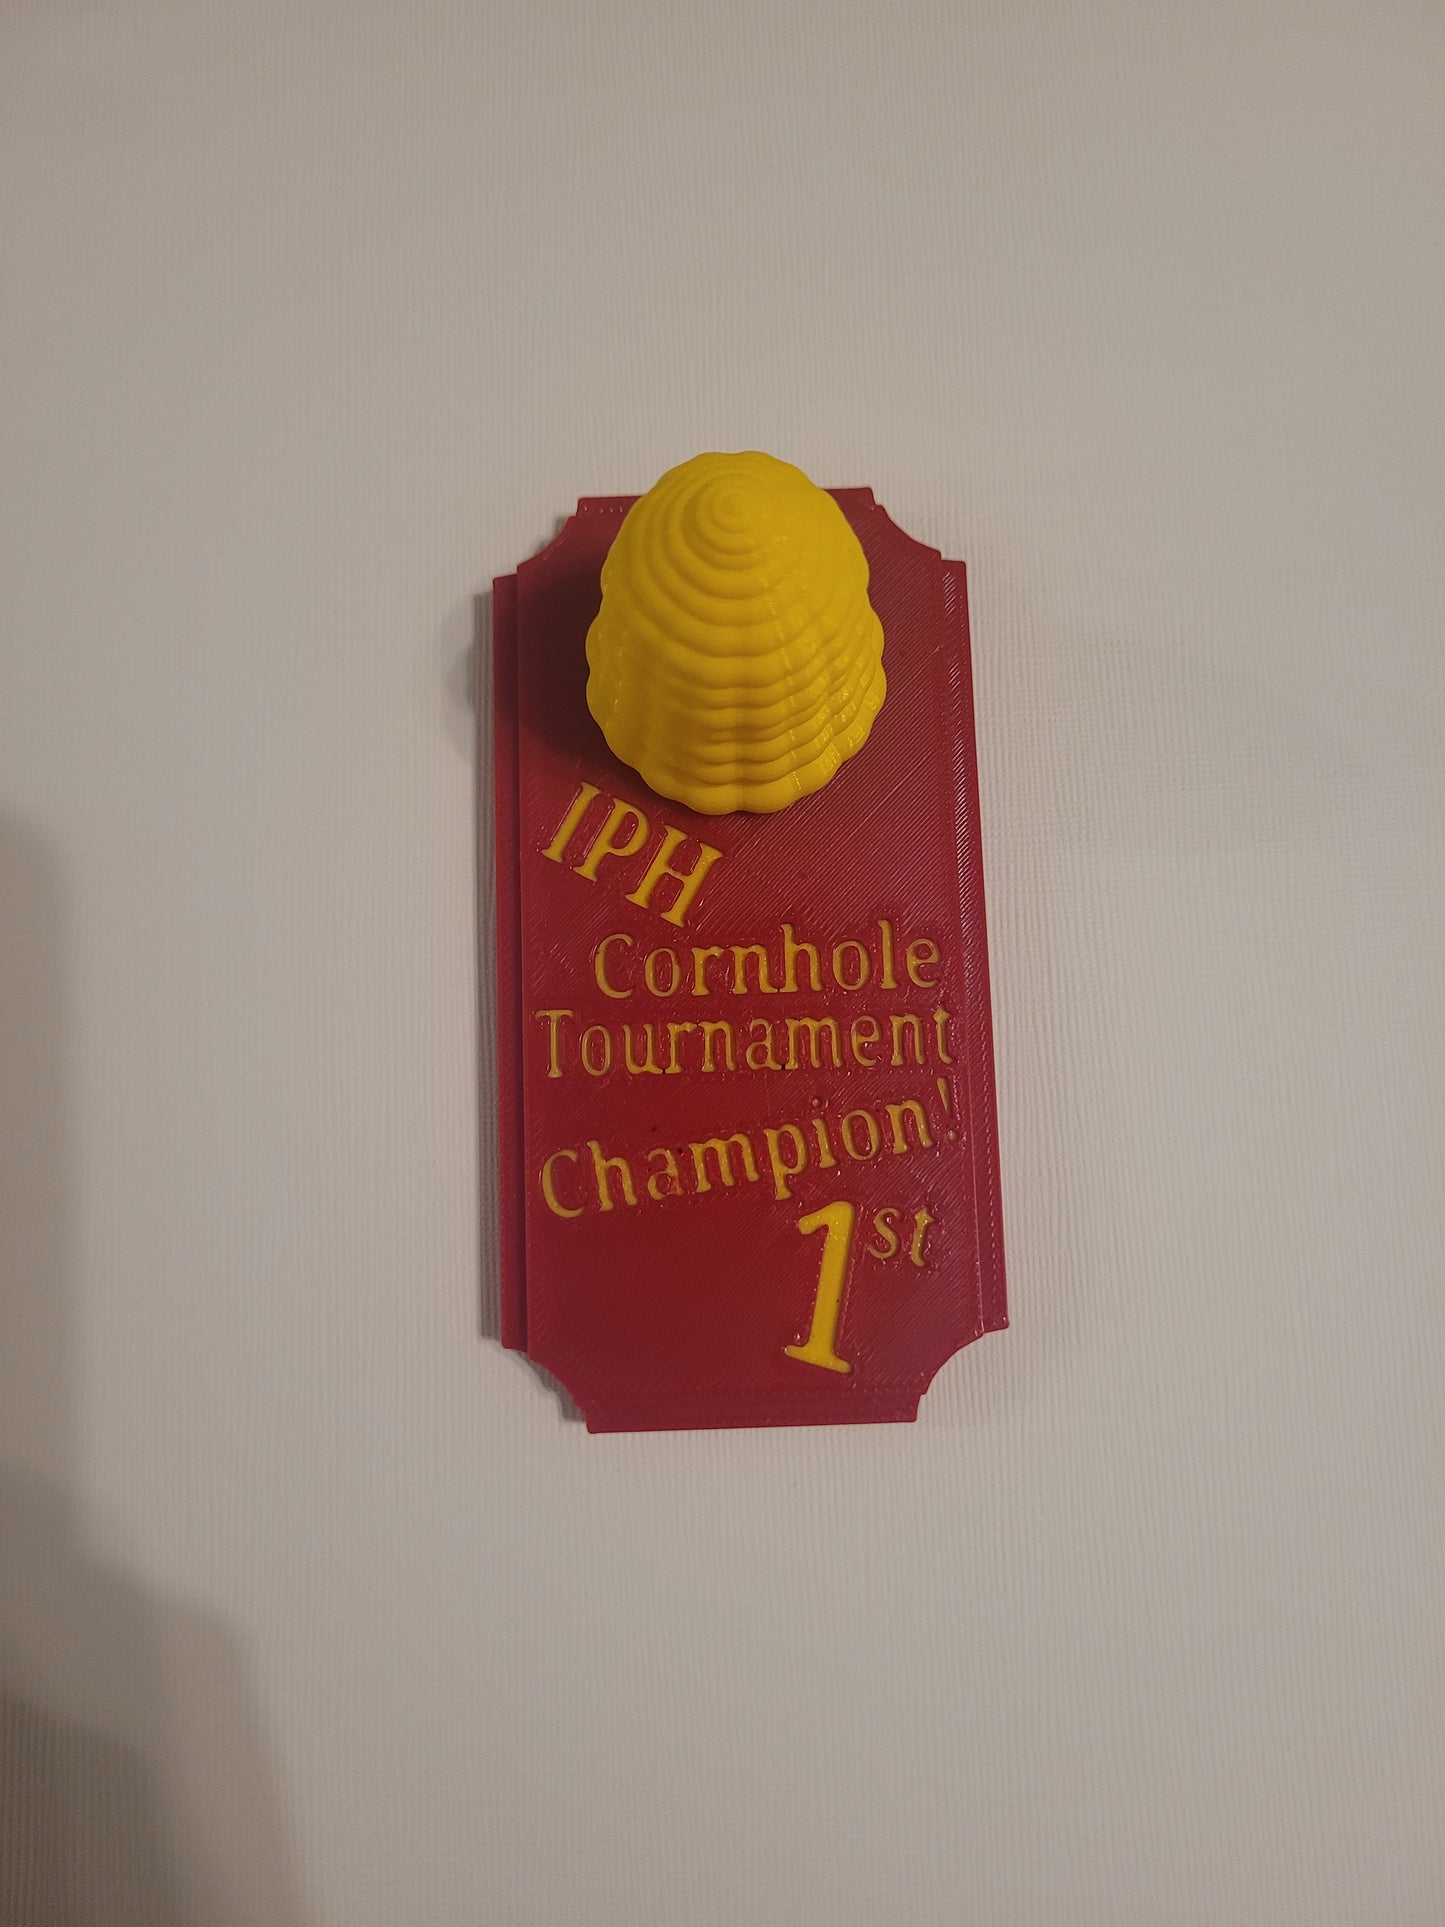 IPH
Cornhole
Tournament
Champion!
1st